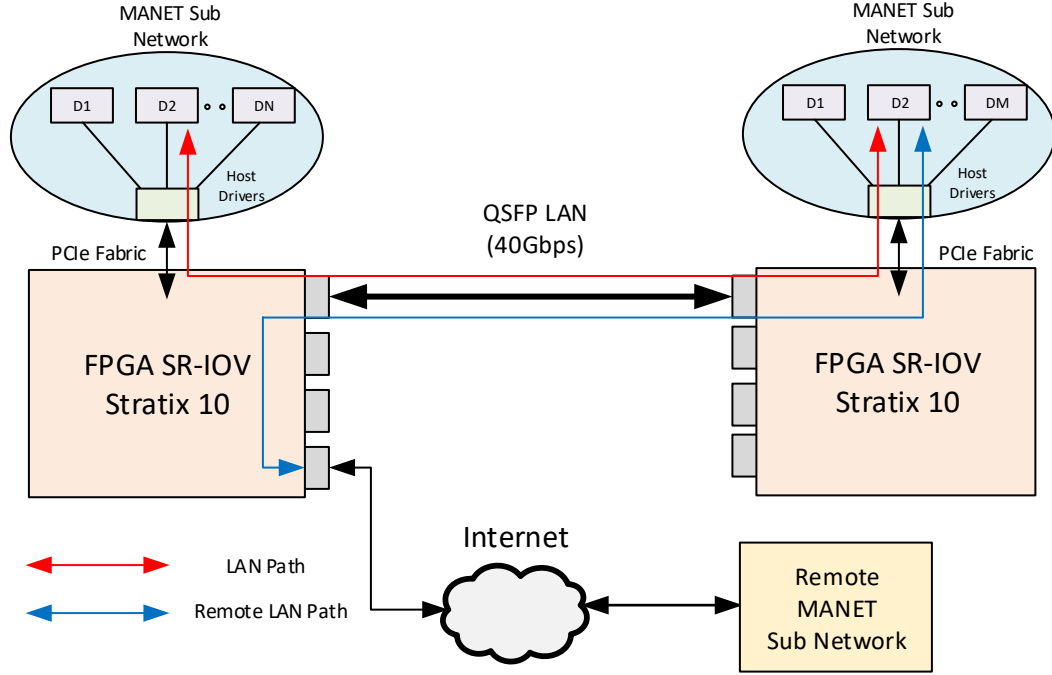 MANET Sub
Network
D1
D2
DN
Host
Drivers
PCIe Fabric
MANET Sub
Network
D1
D2
DM
Host
Drivers
PCIe Fabric
QSFP LAN
(40Gbps)
FPGA SR-IOV
Stratix 10
FPGA SR-IOV
Stratix 10
Internet
LAN Path
Remote LAN Path
Remote
MANET
Sub Network